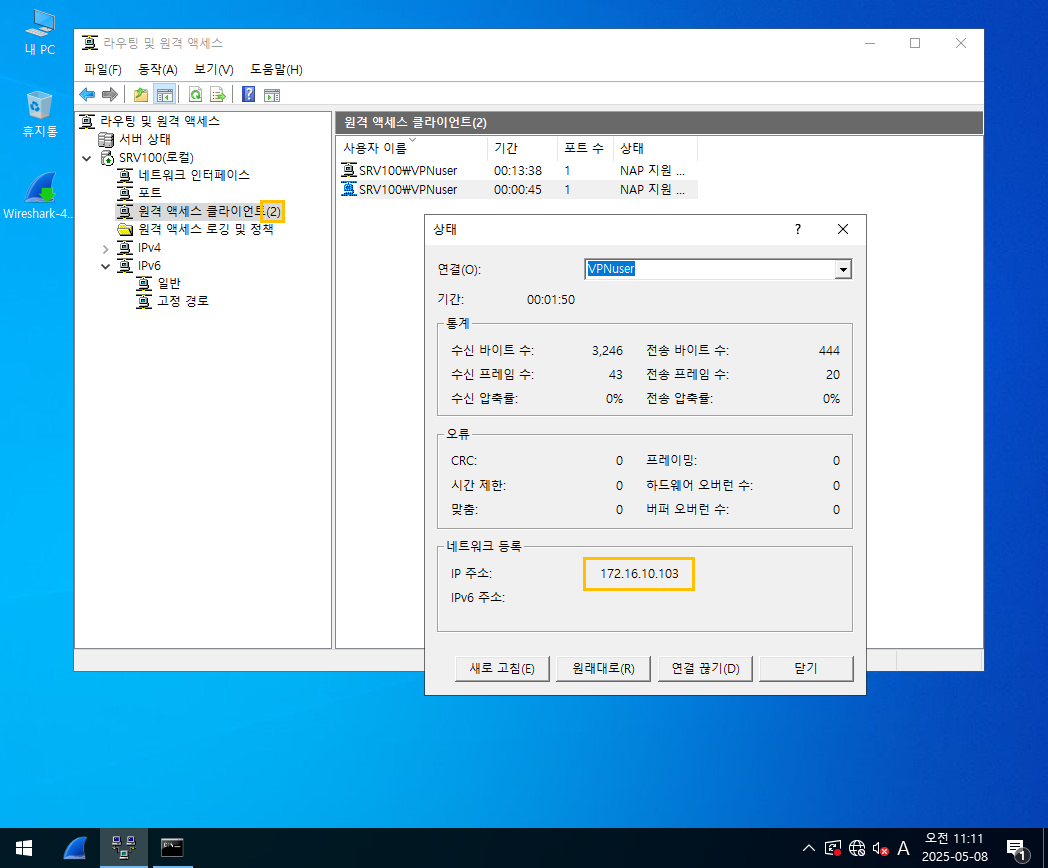 내 PC
휴지통
Wireshark-4...
라우팅 및 원격 액세스
파일(F) 동작(A) 보기(V) 도움말(H)
라우팅 및 원격 액세스
서버 상태
SRV100(로컬)
네트워크 인터페이스
포트
원격 액세스 클라이언트(2)
원격 액세스 로깅 및 정책
IPv4
IPv6
일반
고정 경로
원격 액세스 클라이언트(2)
사용자 이름 기간 포트 수 상태
SRV100₩VPNuser 00:13:38 1 NAP 지원 ...
SRV100₩VPNuser 00:00:45 1 NAP 지원 ...
상태
?
연결(O): VPNuser
기간: 00:01:50
통계
수신 바이트 수: 3,246 전송 바이트 수: 444
수신 프레임 수: 43 전송 프레임 수: 20
수신 압축률: 0% 전송 압축률: 0%
오류
CRC: 0 프레이밍: 0
시간 제한: 0 하드웨어 오버런 수: 0
맞춤: 0 버퍼 오버런 수: 0
네트워크 등록
IP 주소: 172.16.10.103
IPv6 주소:
새로 고침(E) 원래대로(R) 연결 끊기(D) 닫기
A
오전 11:11
2025-05-08
1